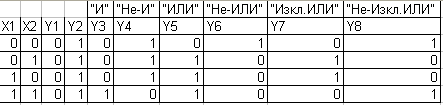 "И" "Не-И" "ИЛИ" "Не-ИЛИ" "Изкл.ИЛИ" "Не-Изкл.ИЛИ"
X1 X2 Y1 Y2 Y3 Y4 Y5 Y6 Y7 Y8
0 0 0 1 0 1 0 1 0 1
0 1 0 1 0 1 1 0 1 0
1 0 0 1 0 1 1 0 1 0
1 1 0 1 1 0 1 0 0 1